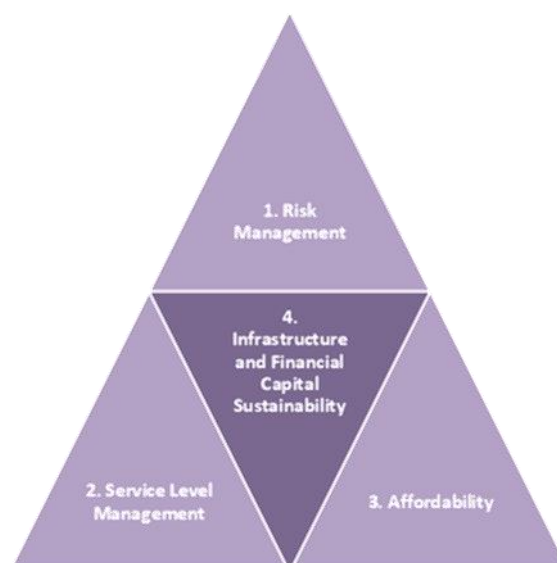 1. Risk
Management
4.
Infrastructure
and Financial
Capital
Sustainability
2. Service Level
Management
3. Affordability